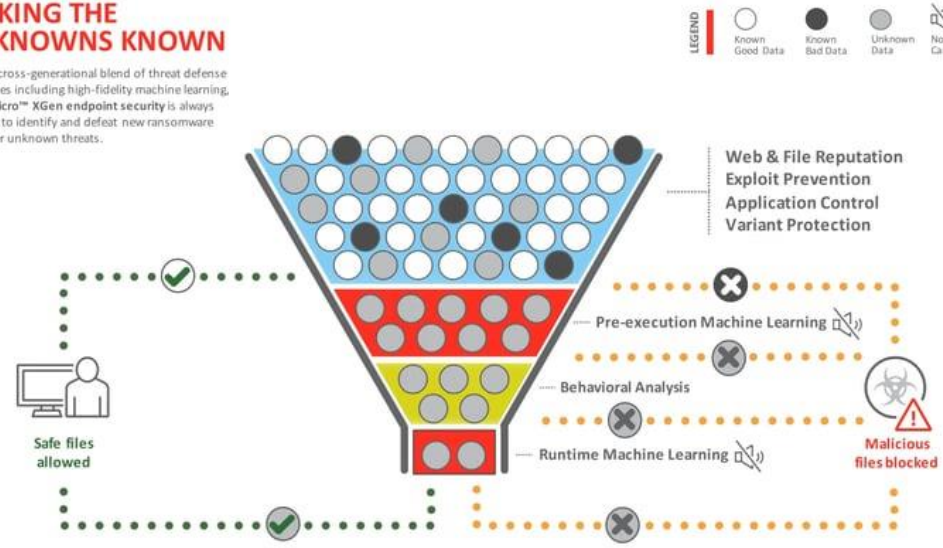 KING THE
KNOWNS KNOWN
cross-generational blend of threat defense
es including high-fidelity machine learning,
icro™ XGen endpoint security is always
to identify and defeat new ransomware
r unknown threats.
LEGEND
Known
Good Data
Known
Bad Data
Unknown
Data
No
Ca
Web & File Reputation
Exploit Prevention
Application Control
Variant Protection
Pre-execution Machine Learning
Behavioral Analysis
Runtime Machine Learning
Safe files
allowed
Malicious
files blocked